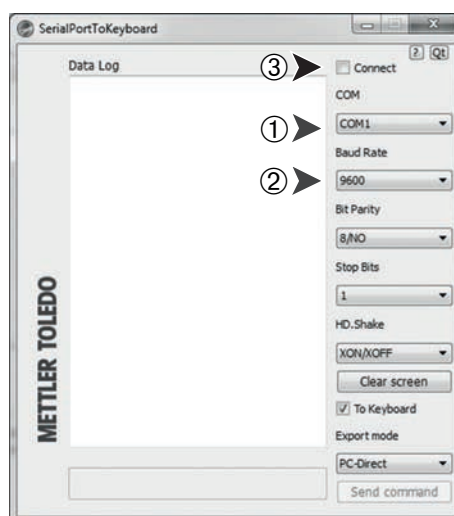 SerialPortToKeyboard
? Qt
Data Log
③ Connect
COM
① COM1
Baud Rate
② 9600
Bit Parity
8/NO
Stop Bits
1
HD.Shake
XON/XOFF
Clear screen
To Keyboard
Export mode
PC-Direct
Send command
METTLER TOLEDO